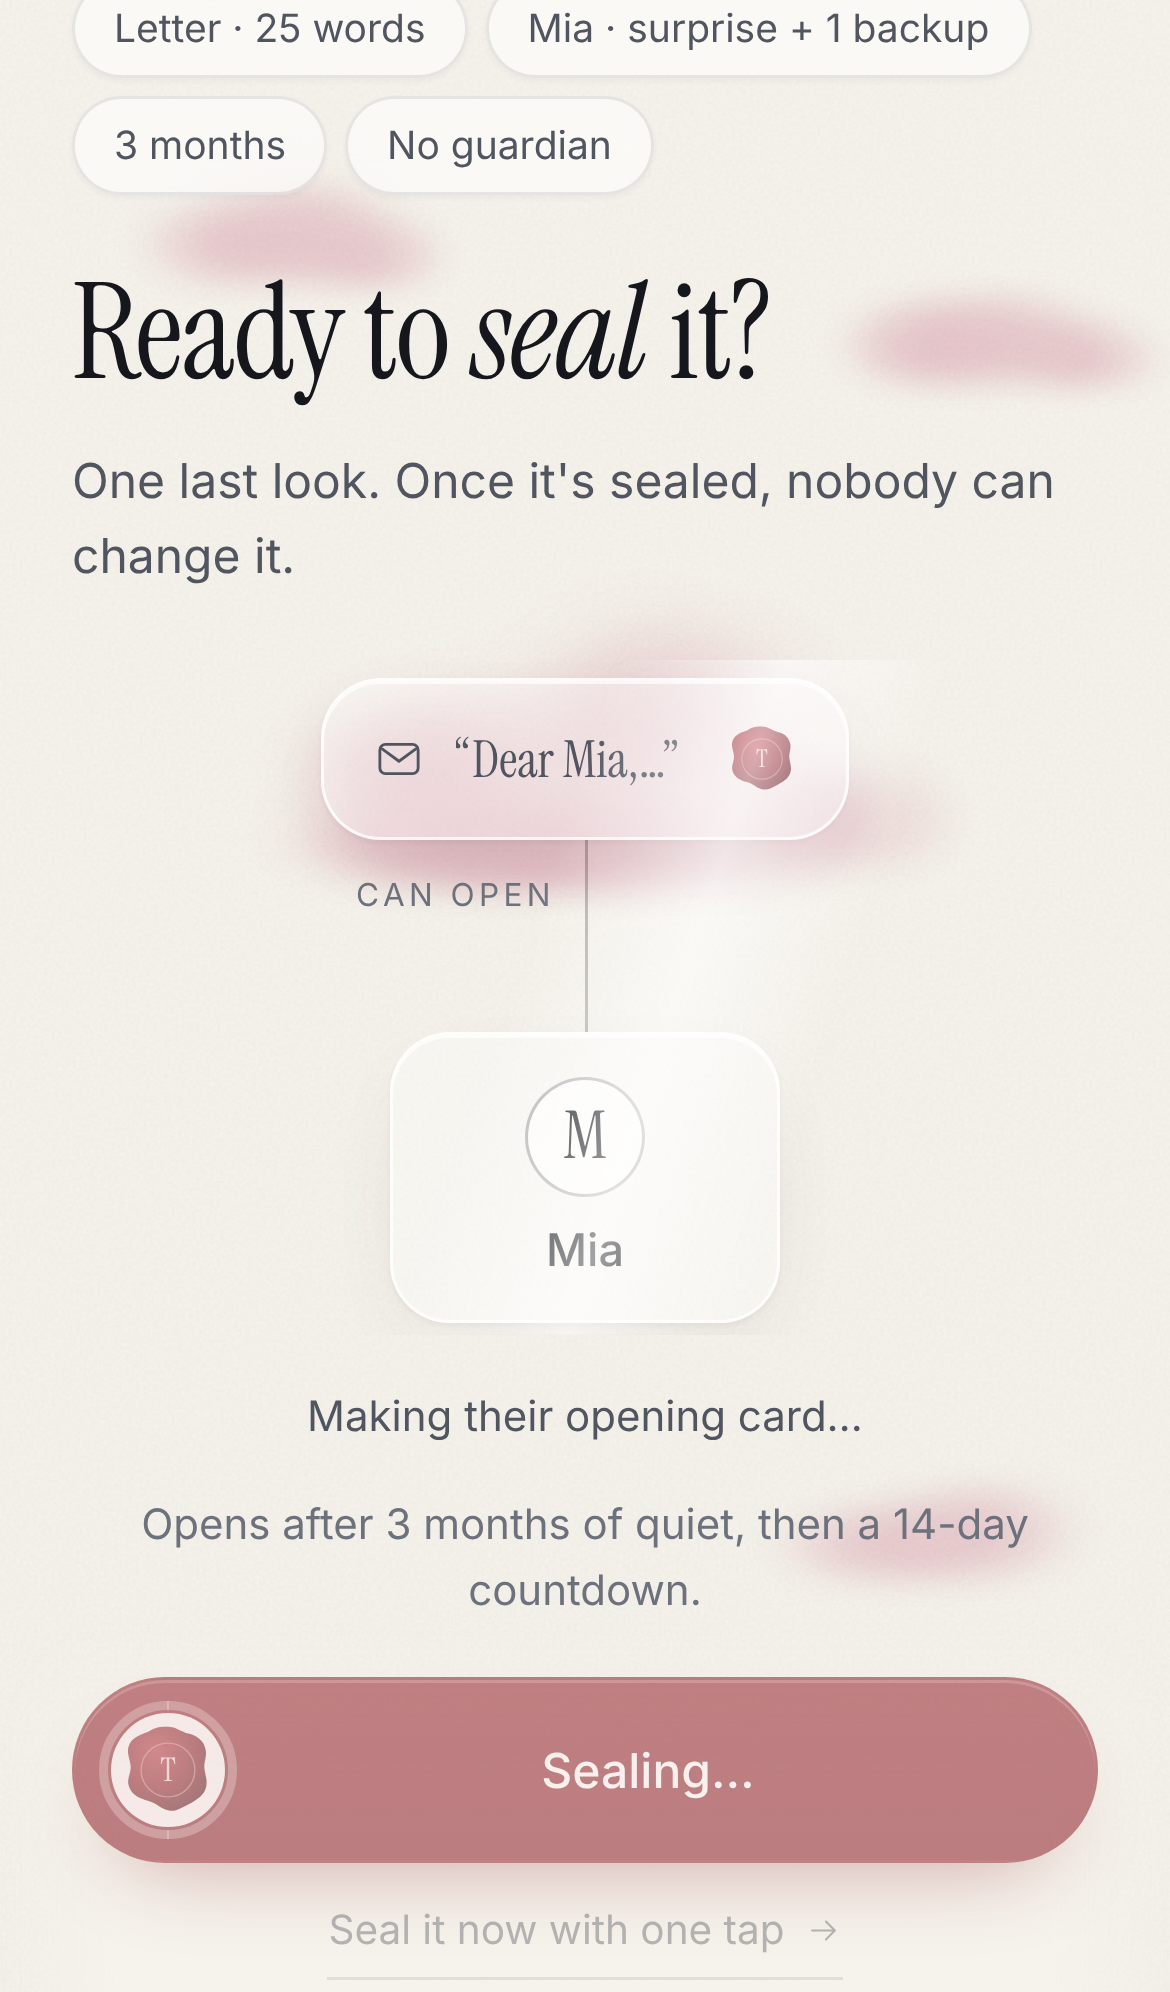 Letter · 25 words
Mia · surprise + 1 backup
3 months
No guardian
Ready to seal it?
One last look. Once it's sealed, nobody can
change it.
“Dear Mia,...”
T
CAN OPEN
M
Mia
Making their opening card...
Opens after 3 months of quiet, then a 14-day
countdown.
T
Sealing...
Seal it now with one tap →